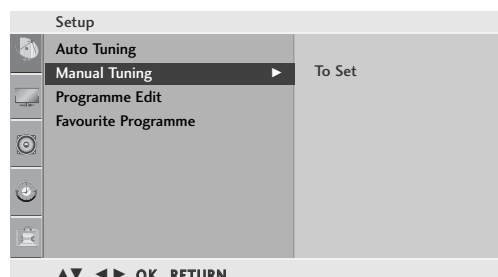 Setup
Auto Tuning
Manual Tuning ► To Set
Programme Edit
Favourite Programme
▲▼ ◄► OK RETURN